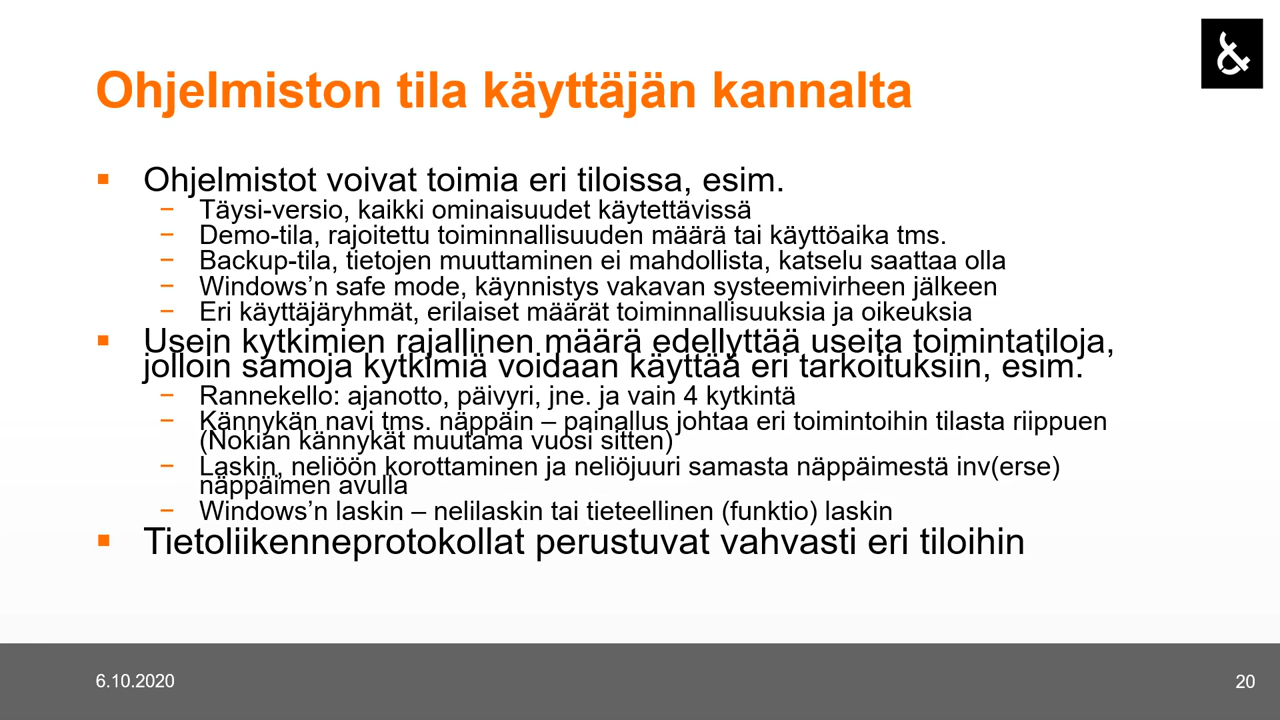 &
Ohjelmiston tila käyttäjän kannalta
▪ Ohjelmistot voivat toimia eri tiloissa, esim.
− Täysi-versio, kaikki ominaisuudet käytettävissä
− Demo-tila, rajoitettu toiminnallisuuden määrä tai käyttöaika tms.
− Backup-tila, tietojen muuttaminen ei mahdollista, katselu saattaa olla
− Windows’n safe mode, käynnistys vakavan systeemivirheen jälkeen
− Eri käyttäjäryhmät, erilaiset määrät toiminnallisuuksia ja oikeuksia
▪ Usein kytkimien rajallinen määrä edellyttää useita toimintatiloja,
jolloin samoja kytkimiä voidaan käyttää eri tarkoituksiin, esim.
− Rannekello: ajanotto, päivyri, jne. ja vain 4 kytkintä
− Kännykän navi tms. näppäin – painallus johtaa eri toimintoihin tilasta riippuen
(Nokian kännykät muutama vuosi sitten)
− Laskin, neliöön korottaminen ja neliöjuuri samasta näppäimestä inv(erse)
näppäimen avulla
− Windows’n laskin – nelilaskin tai tieteellinen (funktio) laskin
▪ Tietoliikenneprotokollat perustuvat vahvasti eri tiloihin
6.10.2020
20